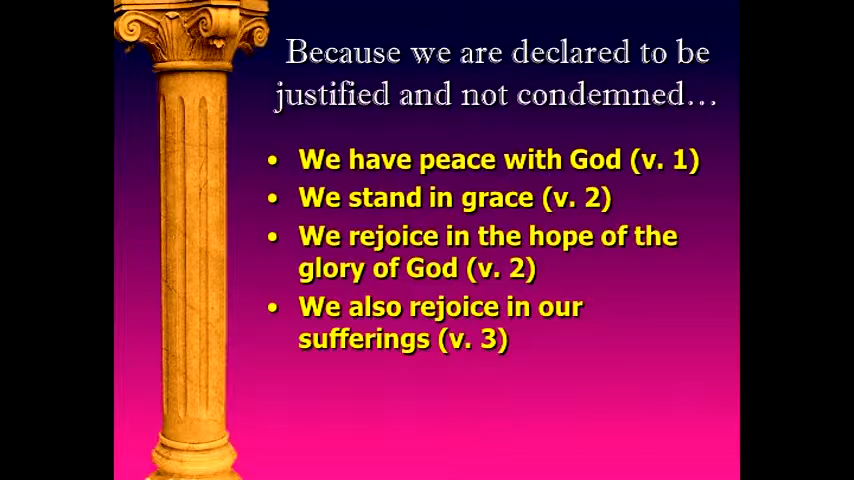 Because we are declared to be
justified and not condemned...
• We have peace with God (v. 1)
• We stand in grace (v. 2)
• We rejoice in the hope of the
glory of God (v. 2)
• We also rejoice in our
sufferings (v. 3)